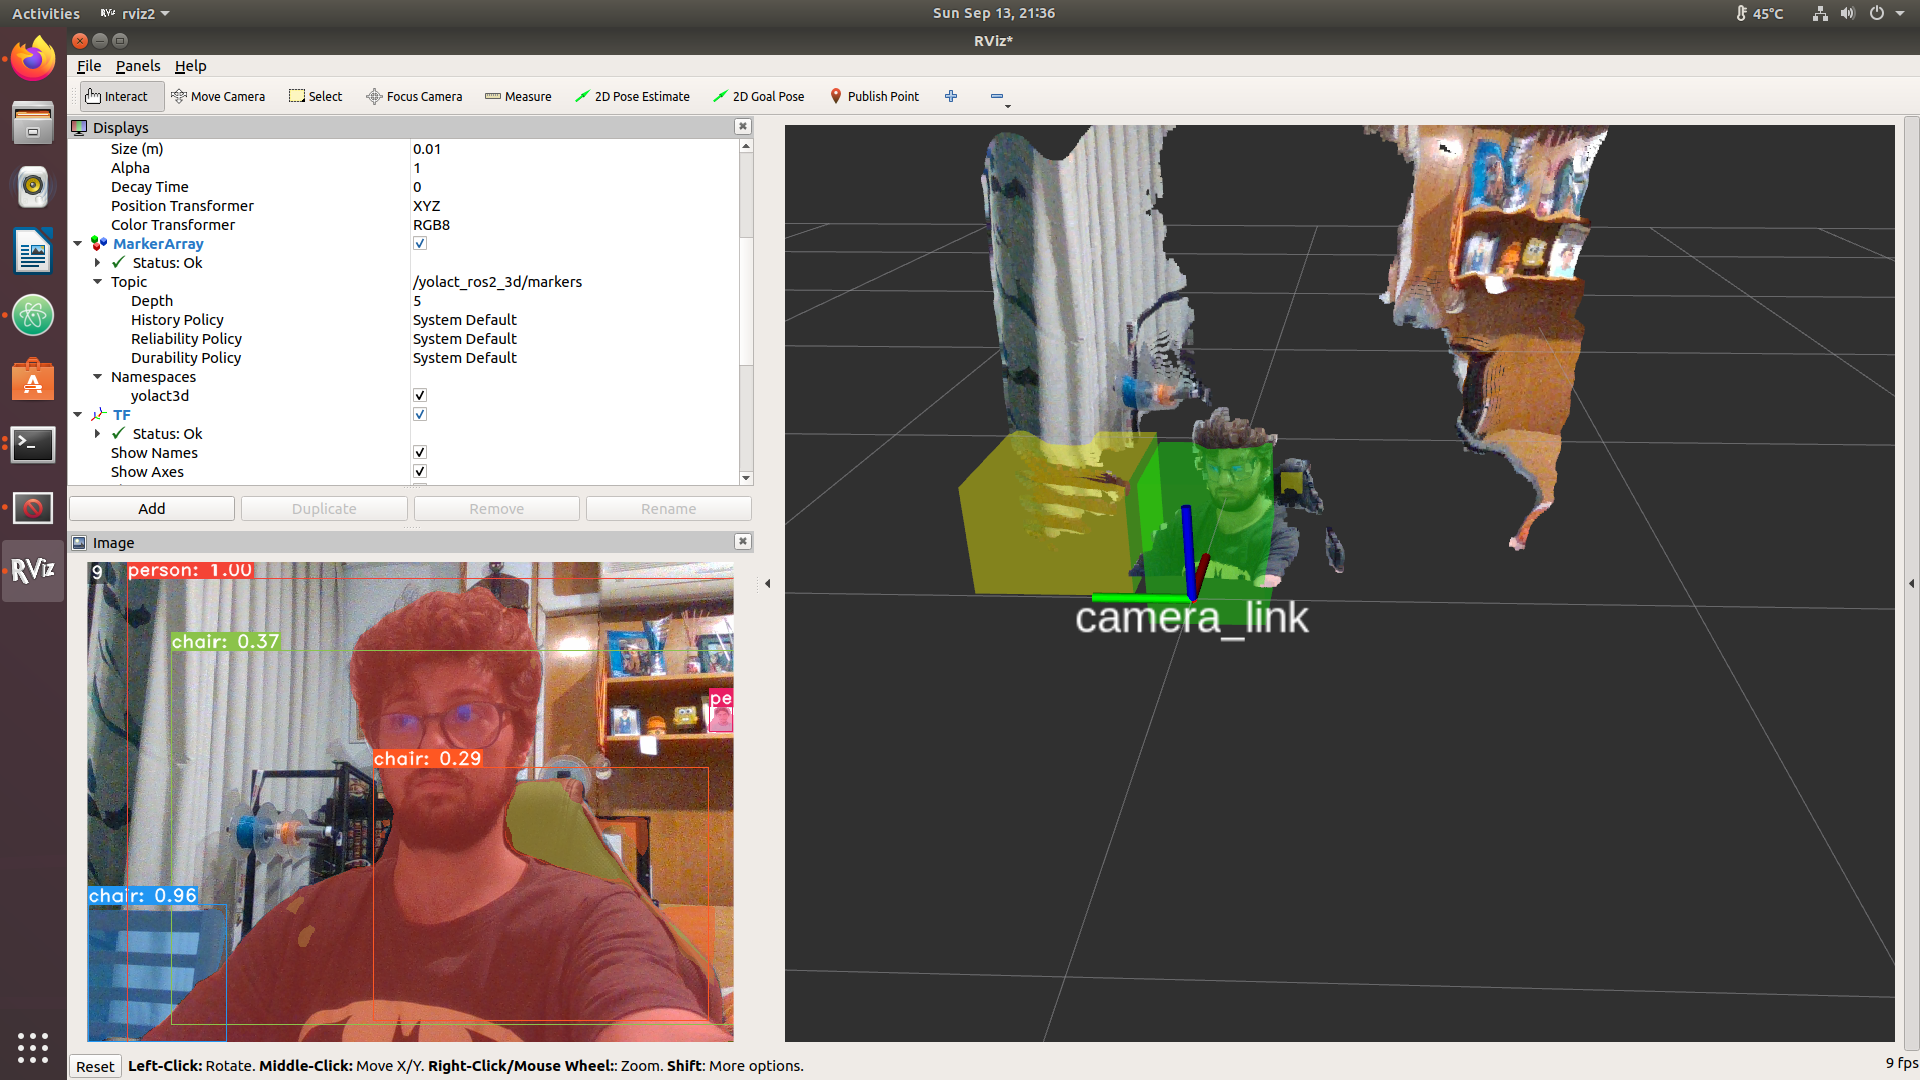 Activities
rviz2
Sun Sep 13, 21:36
45°C
RViz*
File Panels Help
Interact Move Camera Select Focus Camera Measure 2D Pose Estimate 2D Goal Pose Publish Point
Displays
Size (m) 0.01
Alpha 1
Decay Time 0
Position Transformer XYZ
Color Transformer RGB8
MarkerArray
Status: Ok
Topic /yolact_ros2_3d/markers
Depth 5
History Policy System Default
Reliability Policy System Default
Durability Policy System Default
Namespaces
yolact3d
TF
Status: Ok
Show Names
Show Axes
Add Duplicate Remove Rename
Image
9
person: 1.00
chair: 0.37
pe
chair: 0.29
chair: 0.96
camera_link
RViz
Reset
Left-Click: Rotate. Middle-Click: Move X/Y. Right-Click/Mouse Wheel:: Zoom. Shift: More options.
9 fps